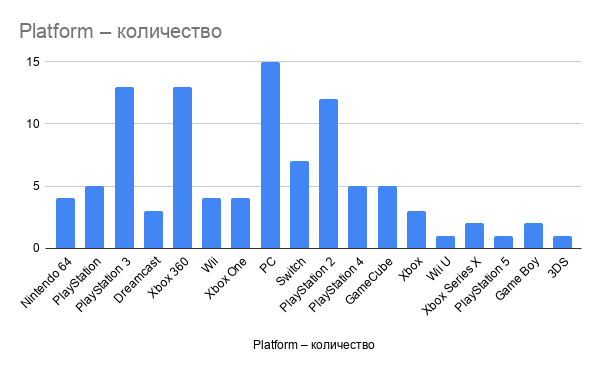 Platform – количество
15
10
5
0
Nintendo 64
PlayStation
PlayStation 3
Dreamcast
Xbox 360
Wii
Xbox One
PC
Switch
PlayStation 2
PlayStation 4
GameCube
Xbox
Wii U
Xbox Series X
PlayStation 5
Game Boy
3DS
Platform – количество